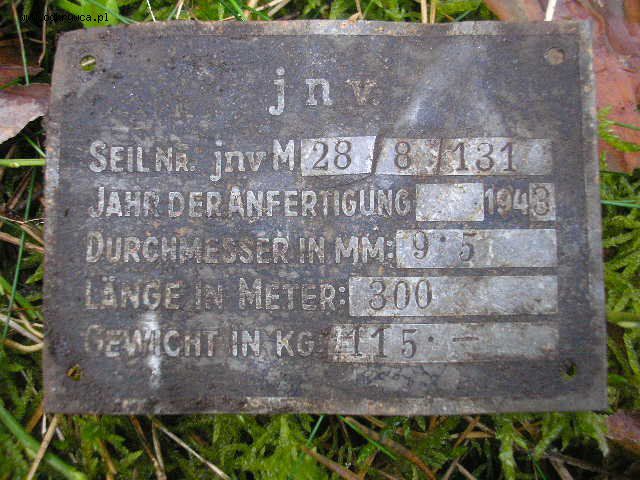 j n v.
SEIL NR. jnv M 28/8/131
JAHR DER ANFERTIGUNG 1943
DURCHMESSER IN MM: 9·5
LÄNGE IN METER: 300
GEWICHT IN KG: 115·—